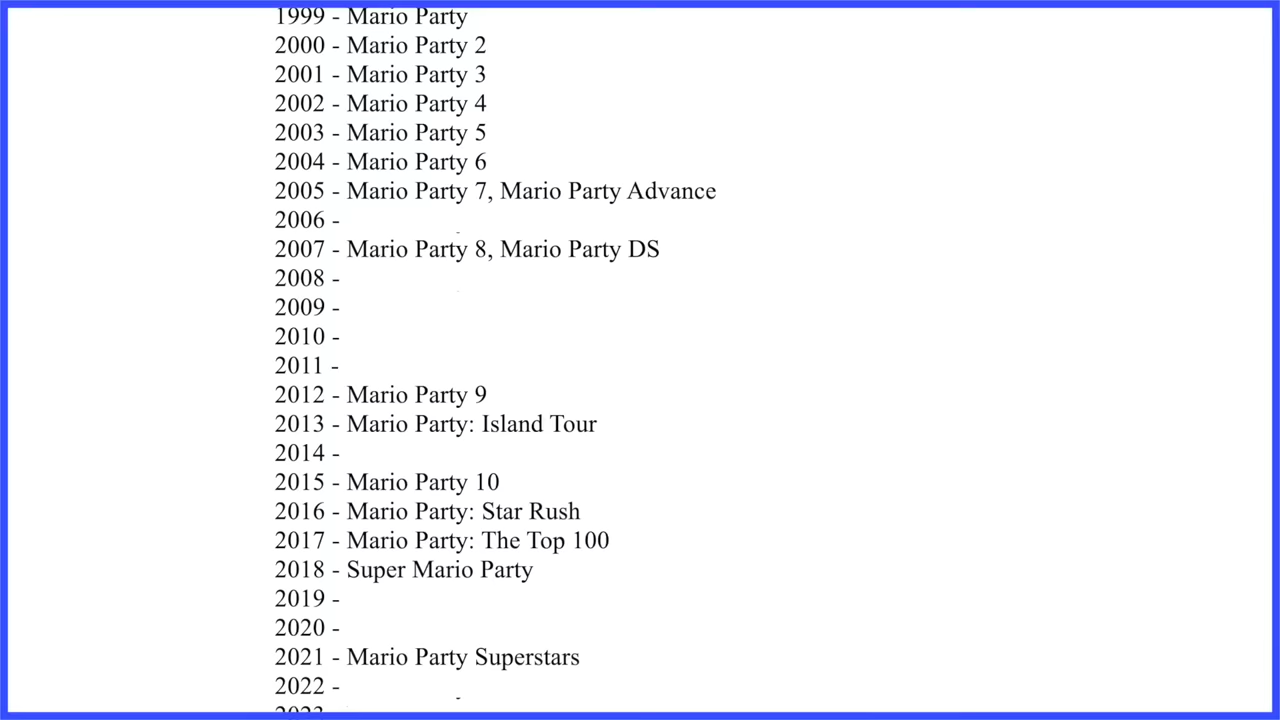 1999 - Mario Party
2000 - Mario Party 2
2001 - Mario Party 3
2002 - Mario Party 4
2003 - Mario Party 5
2004 - Mario Party 6
2005 - Mario Party 7, Mario Party Advance
2006 -
2007 - Mario Party 8, Mario Party DS
2008 -
2009 -
2010 -
2011 -
2012 - Mario Party 9
2013 - Mario Party: Island Tour
2014 -
2015 - Mario Party 10
2016 - Mario Party: Star Rush
2017 - Mario Party: The Top 100
2018 - Super Mario Party
2019 -
2020 -
2021 - Mario Party Superstars
2022 -
2023 -